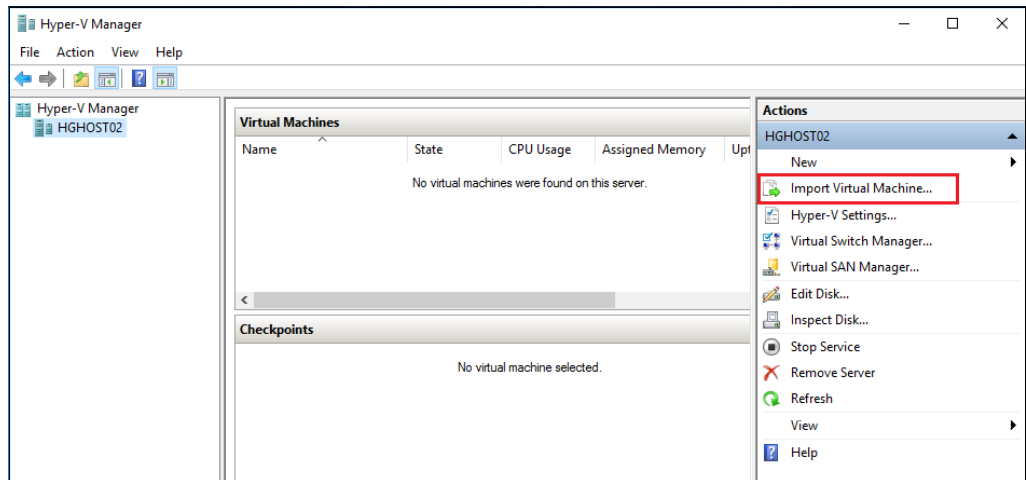 Hyper-V Manager
File Action View Help
Hyper-V Manager
HGHOST02
Virtual Machines
Name State CPU Usage Assigned Memory Upt
No virtual machines were found on this server.
Checkpoints
No virtual machine selected.
Actions
HGHOST02
New
Import Virtual Machine...
Hyper-V Settings...
Virtual Switch Manager...
Virtual SAN Manager...
Edit Disk...
Inspect Disk...
Stop Service
Remove Server
Refresh
View
Help